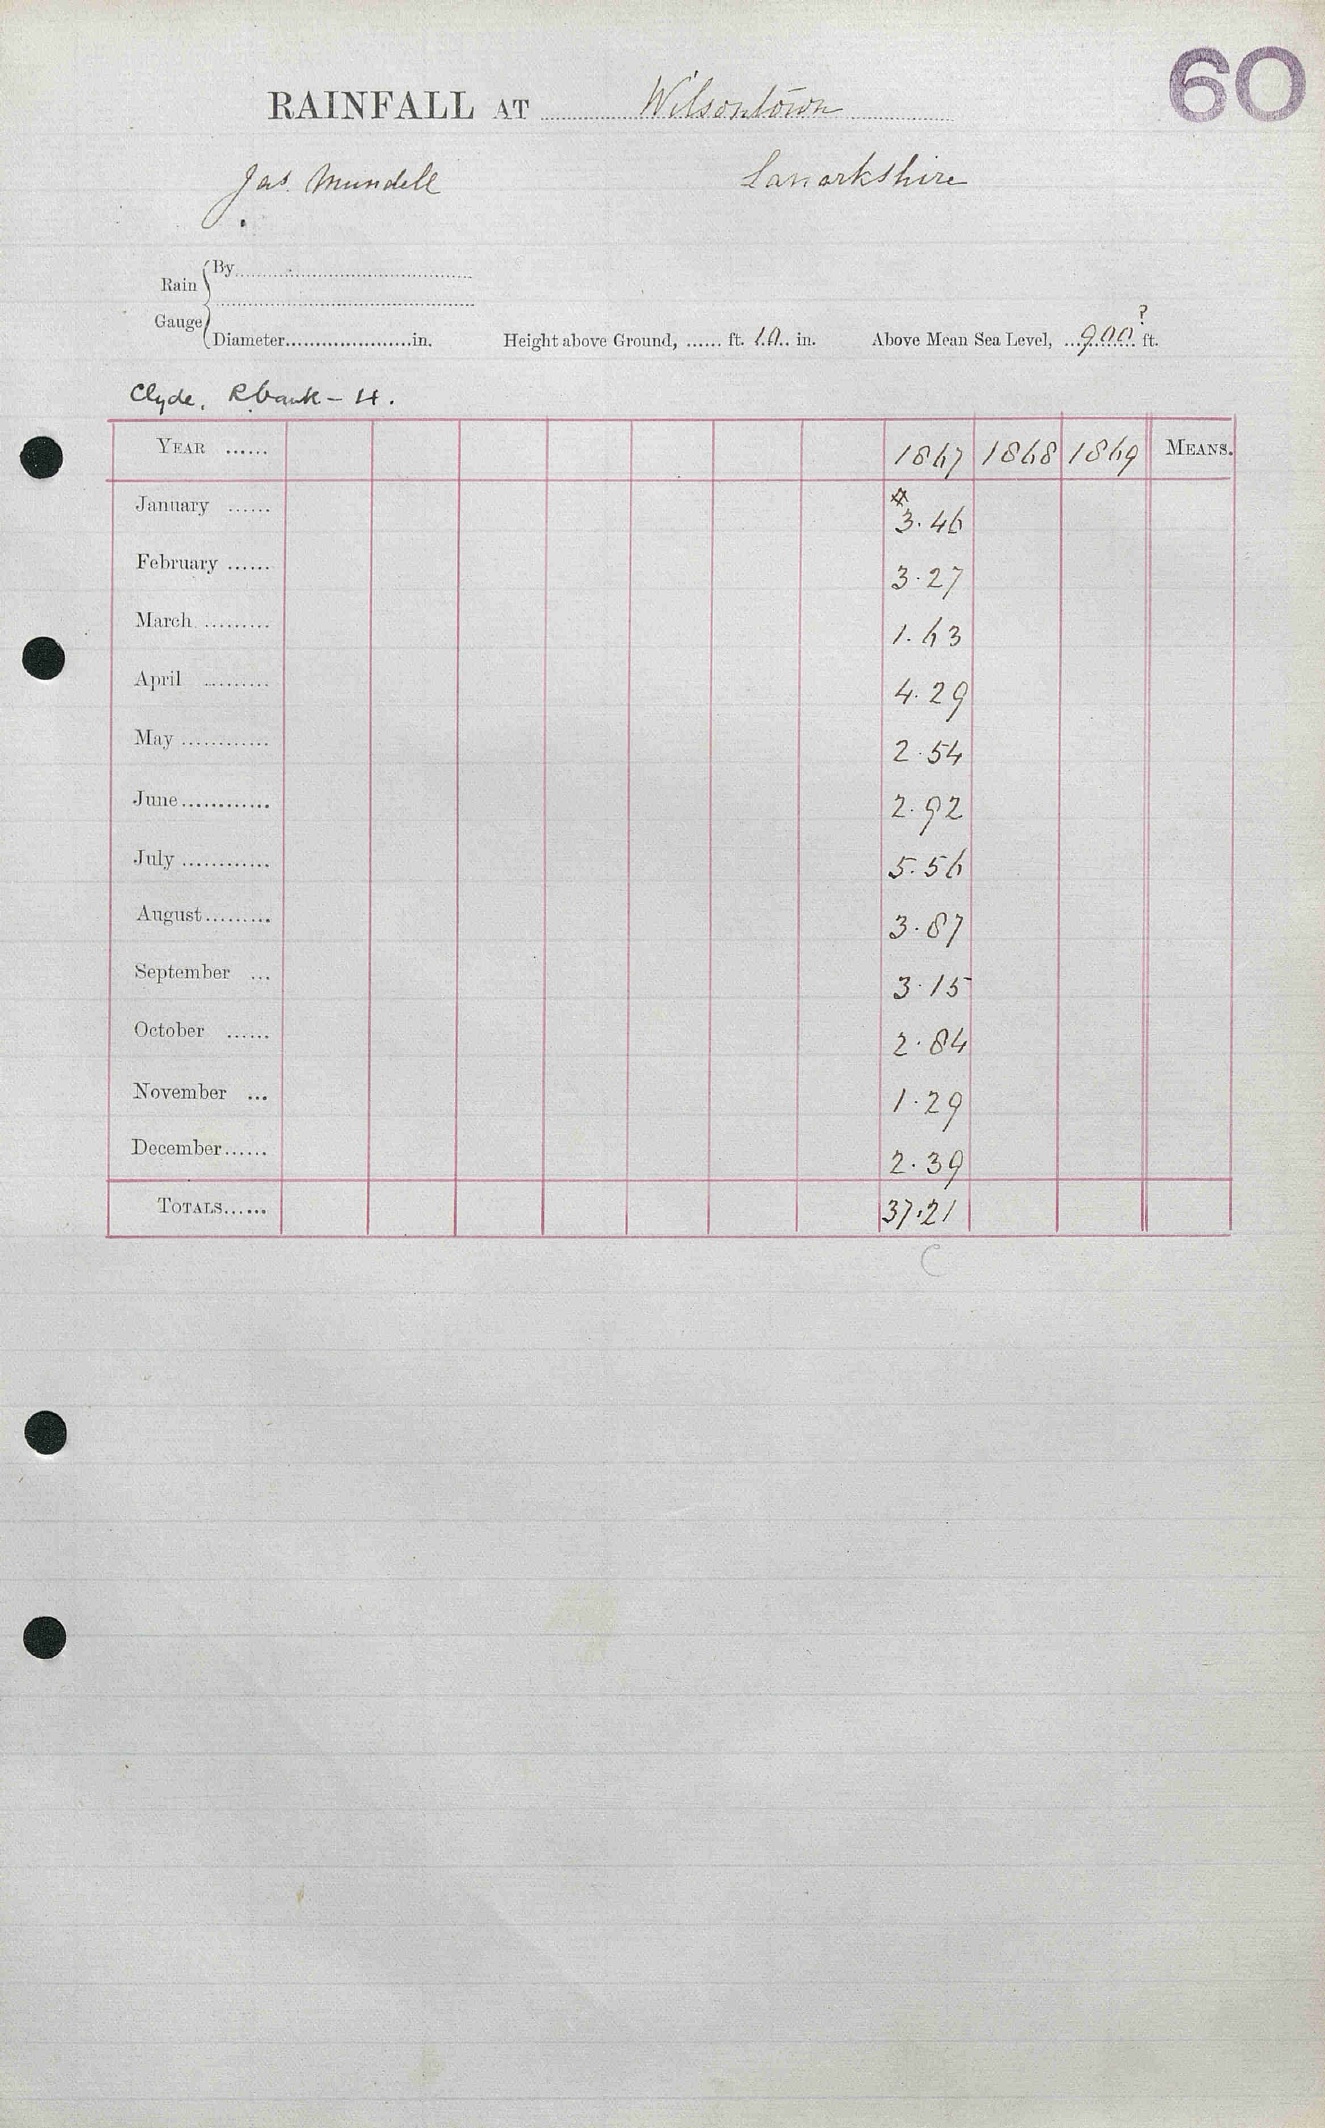 60
RAINFALL AT Wilsontown
Jas. Mundell Lanarkshire
Rain Gauge
By
Diameter.....................in. Height above Ground, ...... ft. 10 in. Above Mean Sea Level, ...900? ft.
Clyde, Rbank - 4.
YEAR ...... 1867 1868 1869 MEANS.
January ...... * 3.46
February ...... 3.27
March ......... 1.63
April .......... 4.29
May ............ 2.54
June............ 2.92
July ............ 5.56
August......... 3.87
September ... 3.15
October ...... 2.84
November ... 1.29
December...... 2.39
TOTALS...... 37.21
C